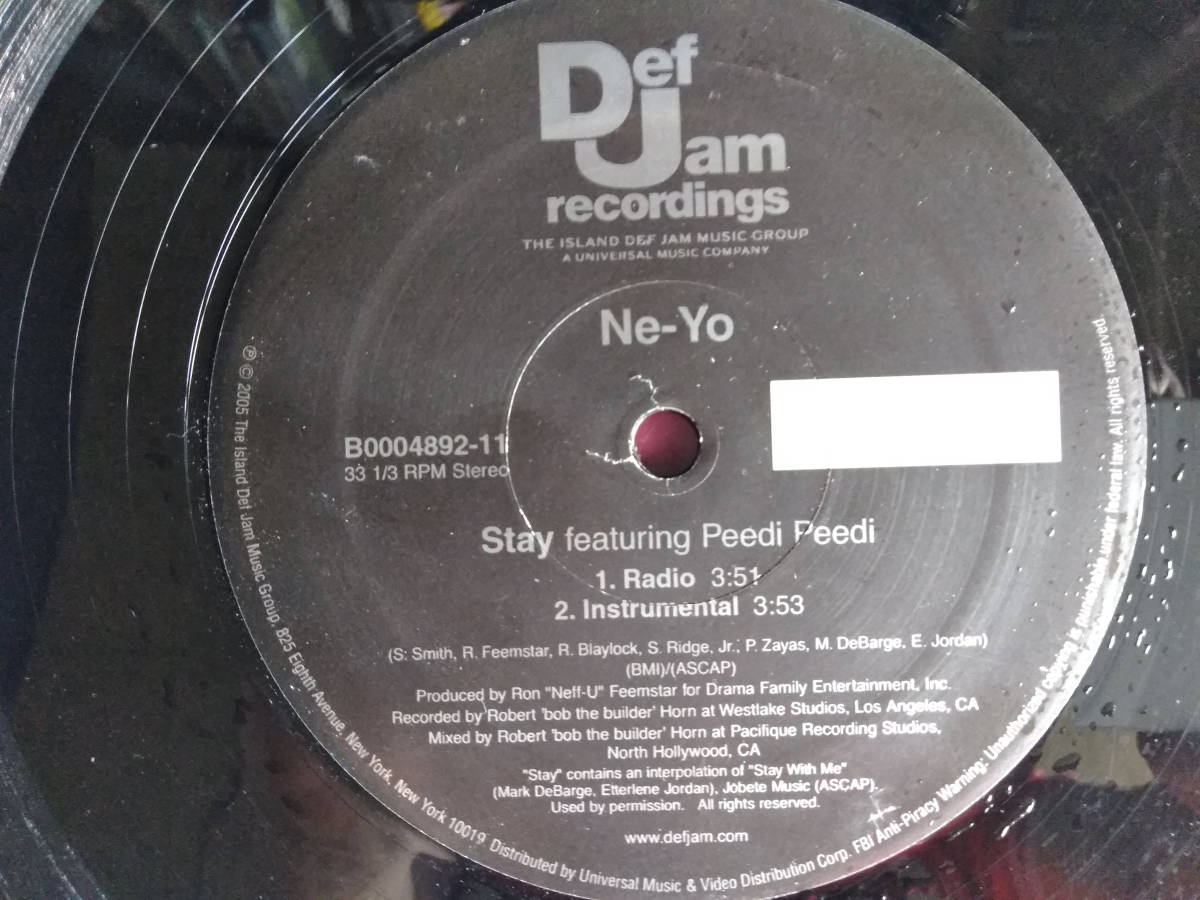 Def Jam
recordings
THE ISLAND DEF JAM MUSIC GROUP
A UNIVERSAL MUSIC COMPANY
Ne-Yo
B0004892-11
33 1/3 RPM Stereo
Stay featuring Peedi Peedi
1. Radio 3:51
2. Instrumental 3:53
(S. Smith, R. Feemstar, R. Blaylock, S. Ridge, Jr., P. Zayas, M. DeBarge, E. Jordan)
(BMI)/(ASCAP)
Produced by Ron "Neff-U" Feemstar for Drama Family Entertainment, Inc.
Recorded by Robert 'bob the builder' Horn at Westlake Studios, Los Angeles, CA
Mixed by Robert 'bob the builder' Horn at Pacifique Recording Studios,
North Hollywood, CA
"Stay" contains an interpolation of "Stay With Me"
(Mark DeBarge, Etterlene Jordan), Jobete Music (ASCAP).
Used by permission. All rights reserved.
www.defjam.com
℗ © 2005 The Island Def Jam Music Group, 825 Eighth Avenue, New York, New York 10019. Distributed by Universal Music & Video Distribution Corp. FBI Anti-Piracy Warning: Unauthorized copying is punishable under federal law. All rights reserved.